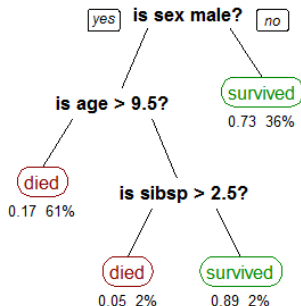 yes is sex male? no
is age > 9.5?
survived
0.73 36%
died
0.17 61%
is sibsp > 2.5?
died
survived
0.05 2%
0.89 2%